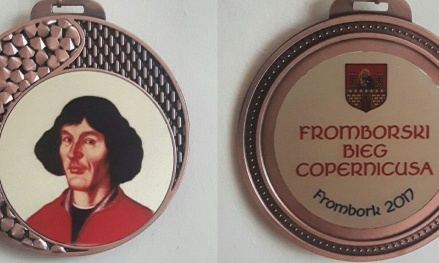 FROMBORSKI
BIEG
COPERNICUSA
Frombork 2017